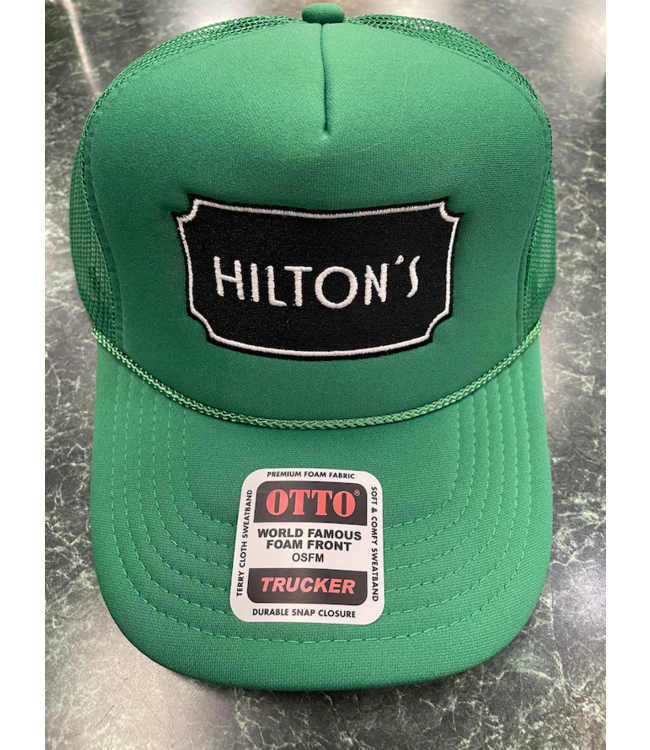 HILTON'S
PREMIUM FOAM FABRIC
OTTO®
WORLD FAMOUS
FOAM FRONT
OSFM
TRUCKER
DURABLE SNAP CLOSURE
TERRY CLOTH SWEATBAND
SOFT & COMFY SWEATBAND